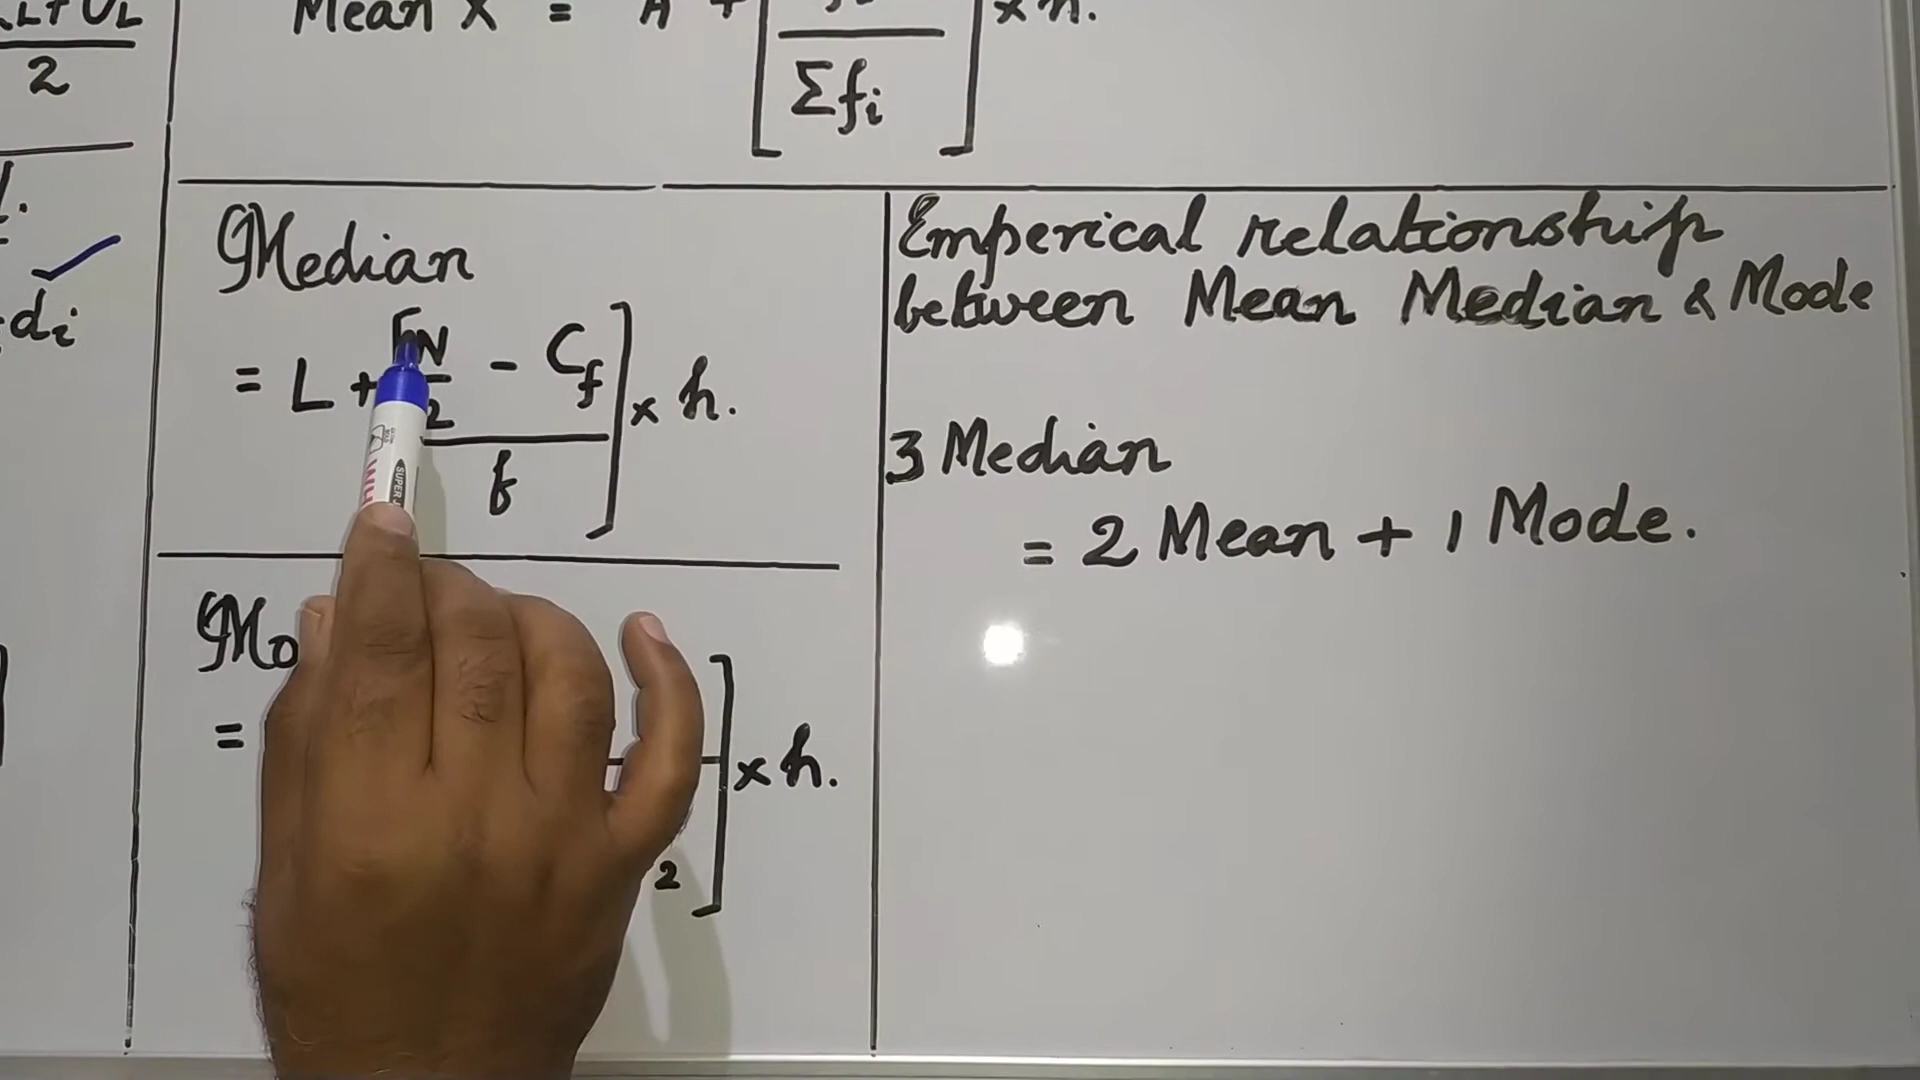 2
Mean X = A + [ / Σfi ] × h.
di
Median
= L + [ N/2 - Cf / f ] × h.
Emperical relationship
between Mean Median & Mode
3 Median
= 2 Mean + 1 Mode.
= ] × h.
2
SUPER